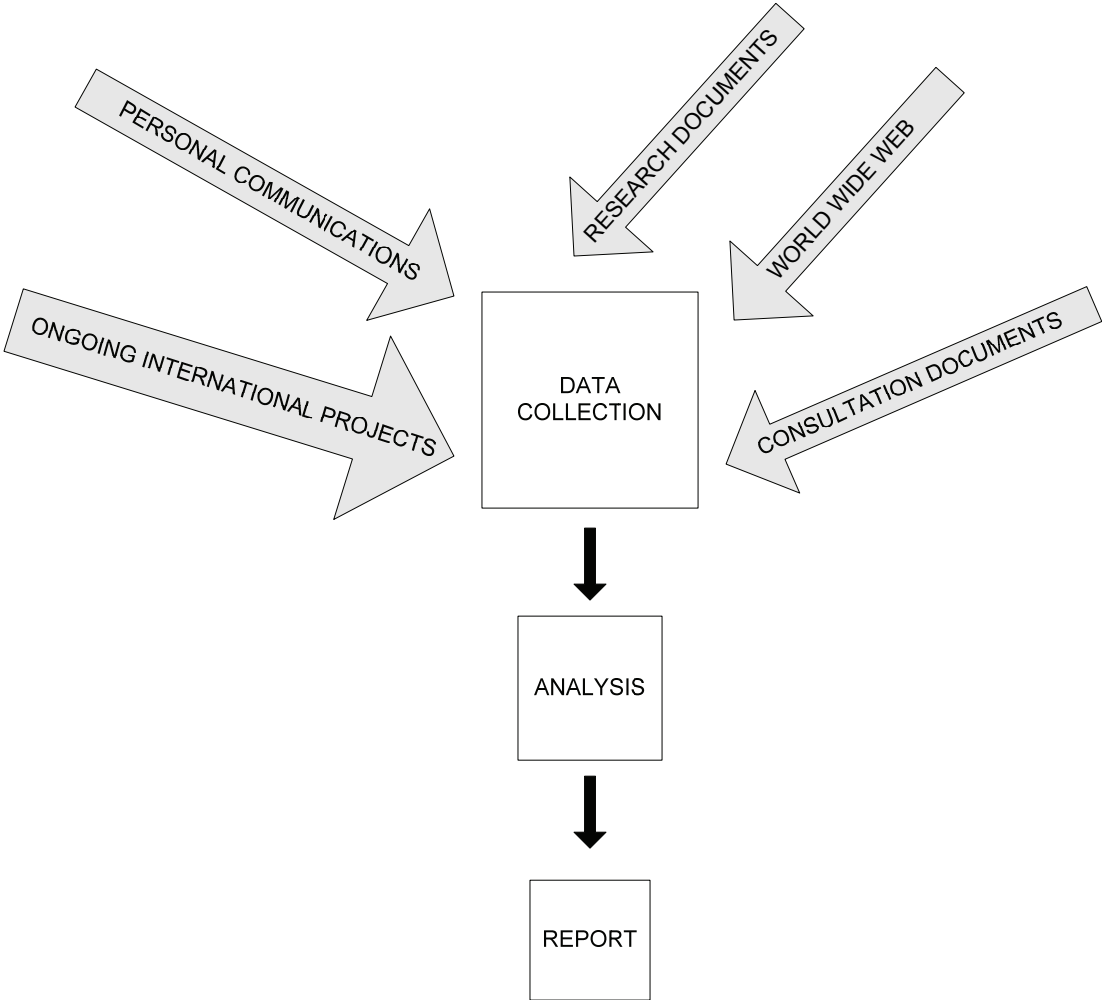 PERSONAL COMMUNICATIONS
RESEARCH DOCUMENTS
WORLD WIDE WEB
ONGOING INTERNATIONAL PROJECTS
CONSULTATION DOCUMENTS
DATA
COLLECTION
ANALYSIS
REPORT